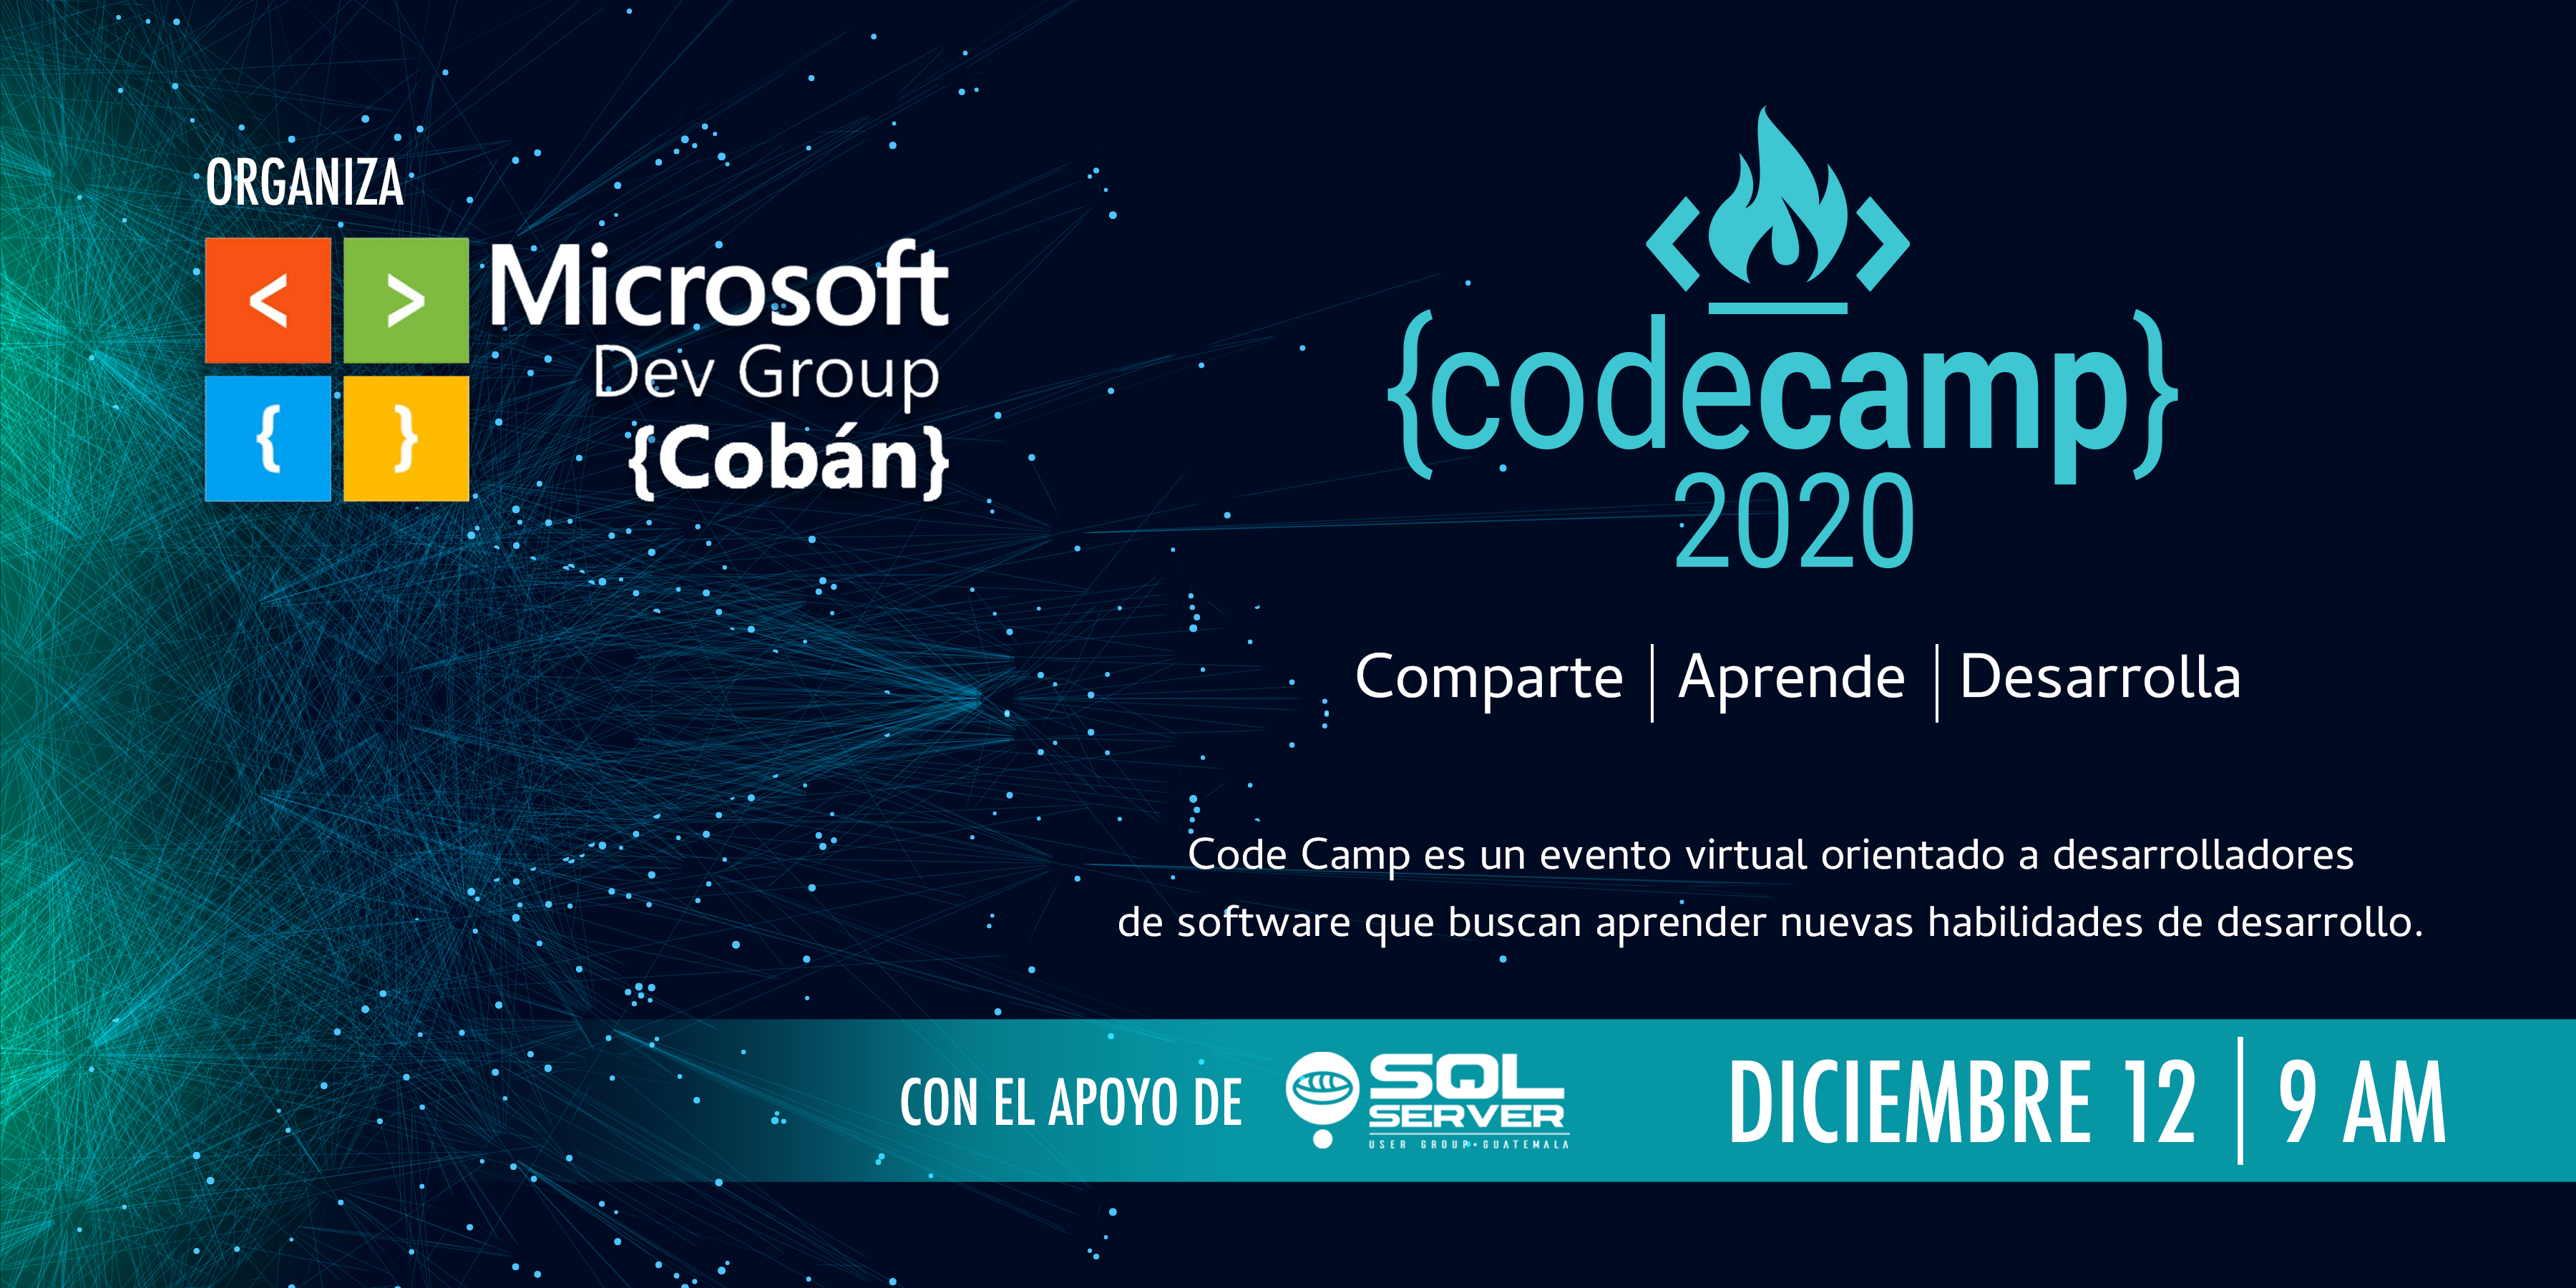 ORGANIZA
< >
{ }
Microsoft
Dev Group
{Cobán}
< >
{codecamp}
2020
Comparte | Aprende | Desarrolla
Code Camp es un evento virtual orientado a desarrolladores
de software que buscan aprender nuevas habilidades de desarrollo.
CON EL APOYO DE
SQL
SERVER
USER GROUP • GUATEMALA
DICIEMBRE 12 | 9 AM